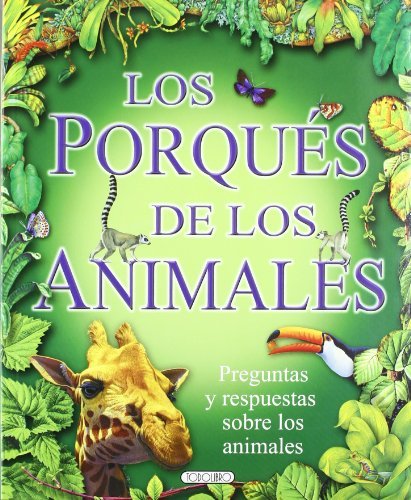 LOS
PORQUÉS
DE LOS
ANIMALES
Preguntas
y respuestas
sobre los
animales
TODOLIBRO